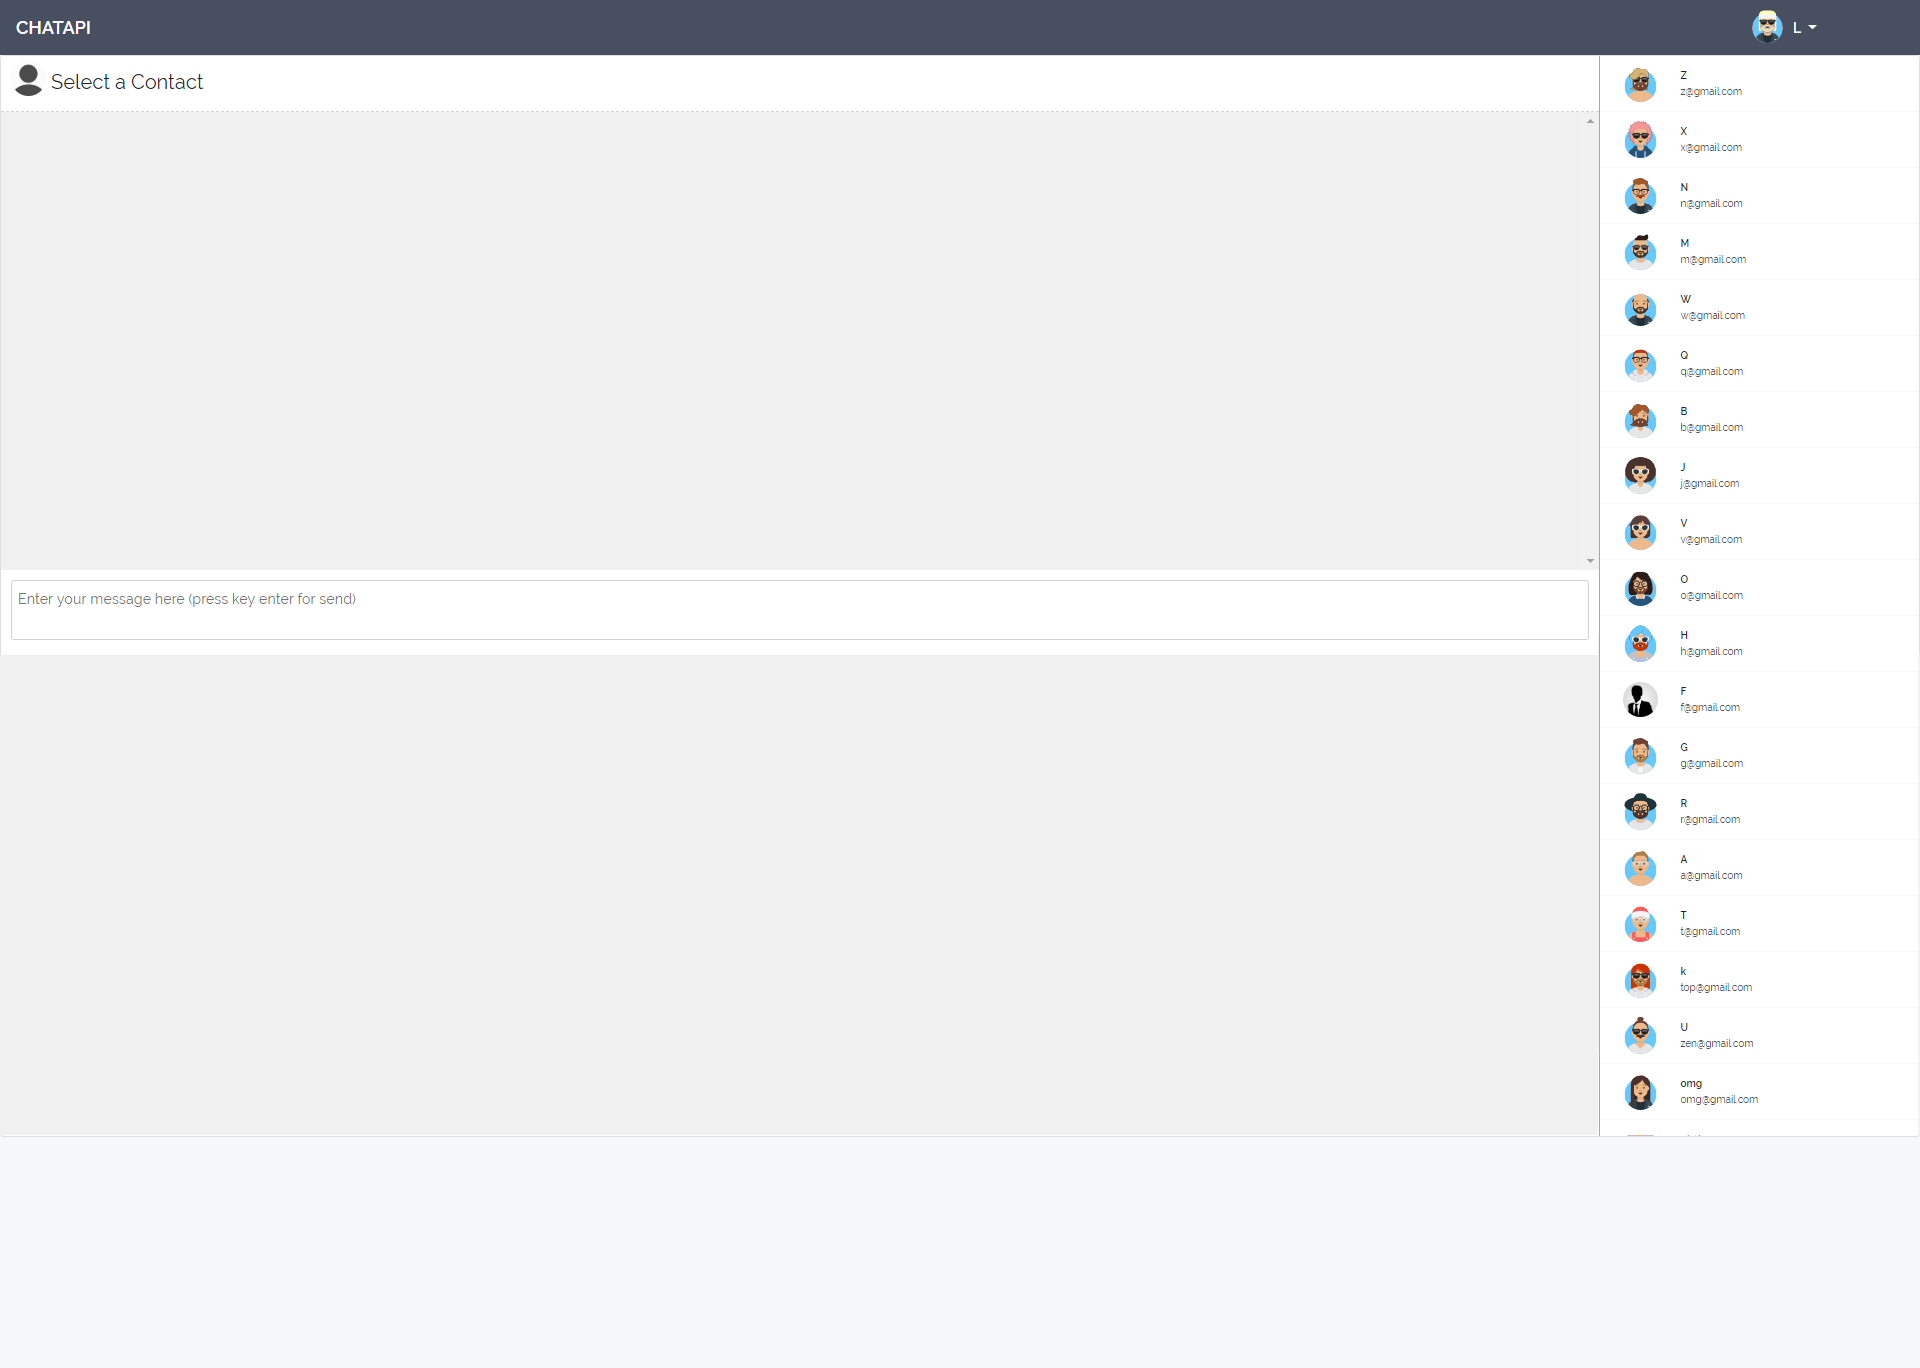 CHATAPI
L
Select a Contact
Enter your message here (press key enter for send)
Z
z@gmail.com
X
x@gmail.com
N
n@gmail.com
M
m@gmail.com
W
w@gmail.com
Q
q@gmail.com
B
b@gmail.com
J
j@gmail.com
V
v@gmail.com
O
o@gmail.com
H
h@gmail.com
F
f@gmail.com
G
g@gmail.com
R
r@gmail.com
A
a@gmail.com
T
t@gmail.com
k
top@gmail.com
U
zen@gmail.com
omg
omg@gmail.com